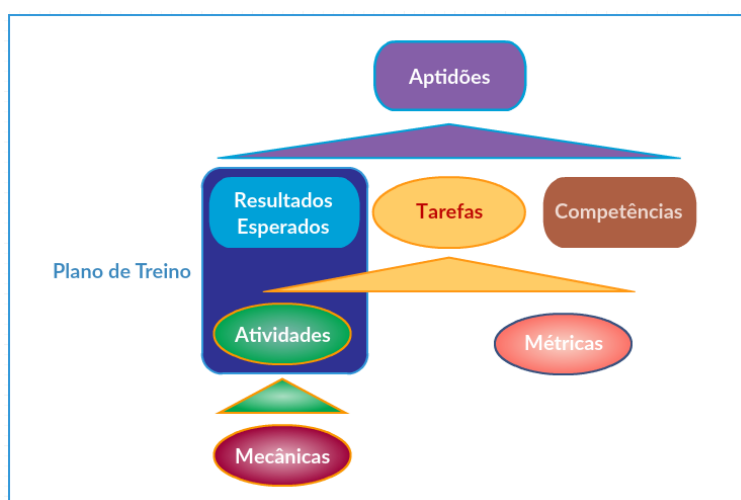 Aptidões
Resultados
Esperados
Tarefas
Competências
Plano de Treino
Atividades
Métricas
Mecânicas